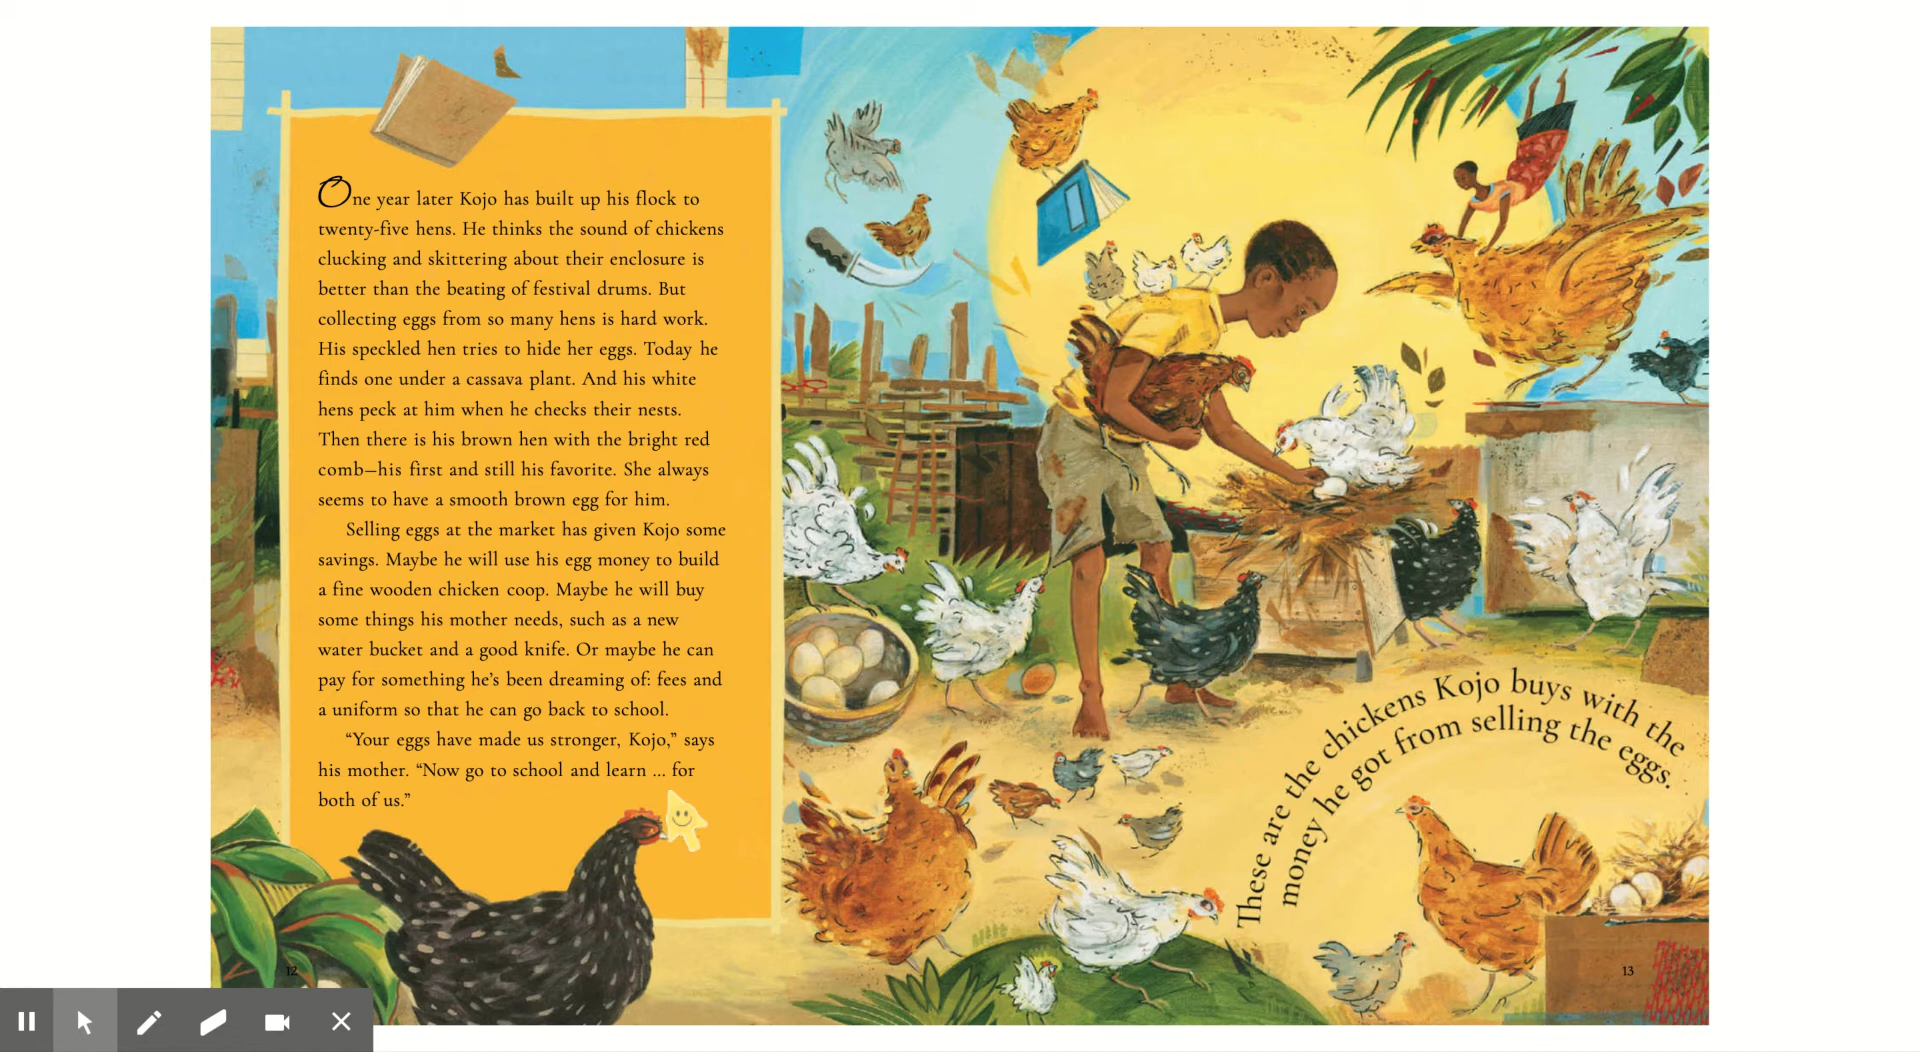 One year later Kojo has built up his flock to
twenty-five hens. He thinks the sound of chickens
clucking and skittering about their enclosure is
better than the beating of festival drums. But
collecting eggs from so many hens is hard work.
His speckled hen tries to hide her eggs. Today he
finds one under a cassava plant. And his white
hens peck at him when he checks their nests.
Then there is his brown hen with the bright red
comb—his first and still his favorite. She always
seems to have a smooth brown egg for him.
Selling eggs at the market has given Kojo some
savings. Maybe he will use his egg money to build
a fine wooden chicken coop. Maybe he will buy
some things his mother needs, such as a new
water bucket and a good knife. Or maybe he can
pay for something he’s been dreaming of: fees and
a uniform so that he can go back to school.
“Your eggs have made us stronger, Kojo,” says
his mother. “Now go to school and learn ... for
both of us.”
12
These are the chickens Kojo buys with the
money he got from selling the eggs.
13